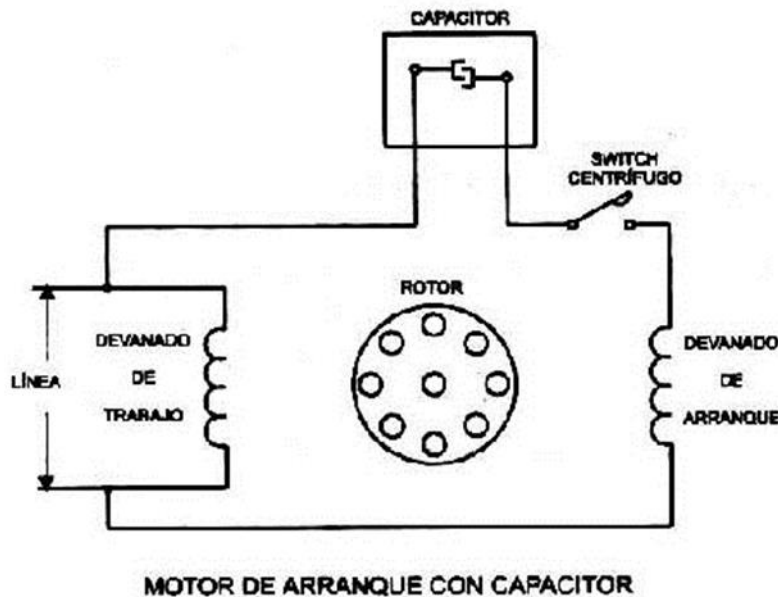 CAPACITOR
SWITCH
CENTRÍFUGO
ROTOR
DEVANADO
DE
TRABAJO
LÍNEA
DEVANADO
DE
ARRANQUE
MOTOR DE ARRANQUE CON CAPACITOR